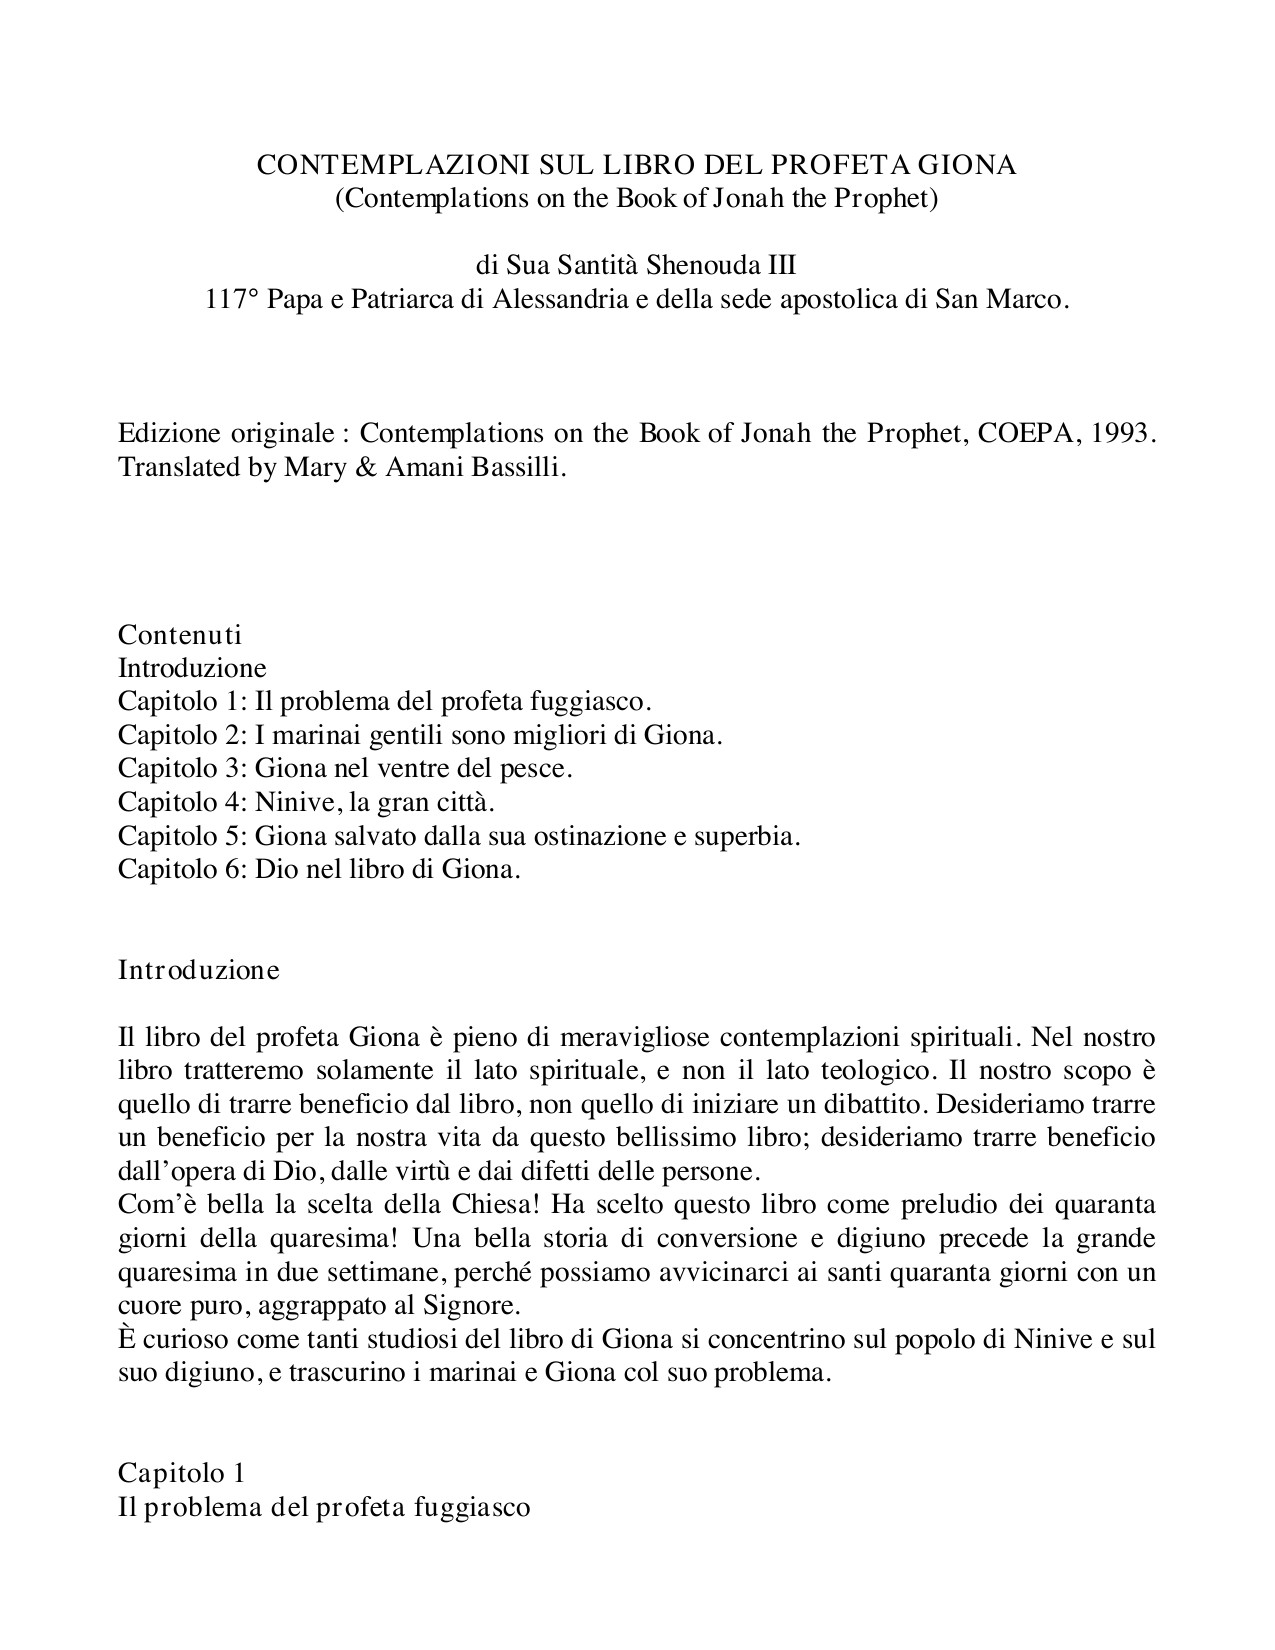 CONTEMPLAZIONI SUL LIBRO DEL PROFETA GIONA
(Contemplations on the Book of Jonah the Prophet)
di Sua Santità Shenouda III
117° Papa e Patriarca di Alessandria e della sede apostolica di San Marco.
Edizione originale : Contemplations on the Book of Jonah the Prophet, COEPA, 1993.
Translated by Mary & Amani Bassilli.
Contenuti
Introduzione
Capitolo 1: Il problema del profeta fuggiasco.
Capitolo 2: I marinai gentili sono migliori di Giona.
Capitolo 3: Giona nel ventre del pesce.
Capitolo 4: Ninive, la gran città.
Capitolo 5: Giona salvato dalla sua ostinazione e superbia.
Capitolo 6: Dio nel libro di Giona.
Introduzione
Il libro del profeta Giona è pieno di meravigliose contemplazioni spirituali. Nel nostro
libro tratteremo solamente il lato spirituale, e non il lato teologico. Il nostro scopo è
quello di trarre beneficio dal libro, non quello di iniziare un dibattito. Desideriamo trarre
un beneficio per la nostra vita da questo bellissimo libro; desideriamo trarre beneficio
dall’opera di Dio, dalle virtù e dai difetti delle persone.
Com’è bella la scelta della Chiesa! Ha scelto questo libro come preludio dei quaranta
giorni della quaresima! Una bella storia di conversione e digiuno precede la grande
quaresima in due settimane, perché possiamo avvicinarci ai santi quaranta giorni con un
cuore puro, aggrappato al Signore.
È curioso come tanti studiosi del libro di Giona si concentrino sul popolo di Ninive e sul
suo digiuno, e trascurino i marinai e Giona col suo problema.
Capitolo 1
Il problema del profeta fuggiasco